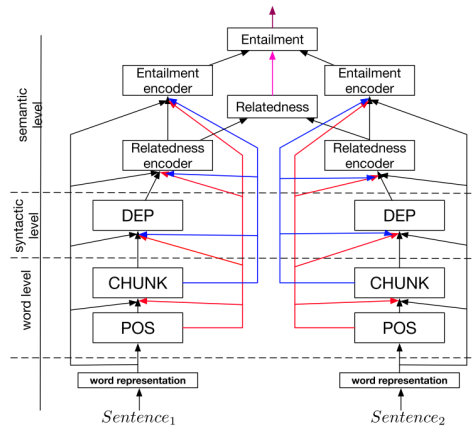 Entailment
Entailment
encoder
Entailment
encoder
Relatedness
Relatedness
encoder
Relatedness
encoder
DEP
DEP
CHUNK
CHUNK
POS
POS
word representation
word representation
Sentence1
Sentence2
semantic
level
syntactic
level
word level